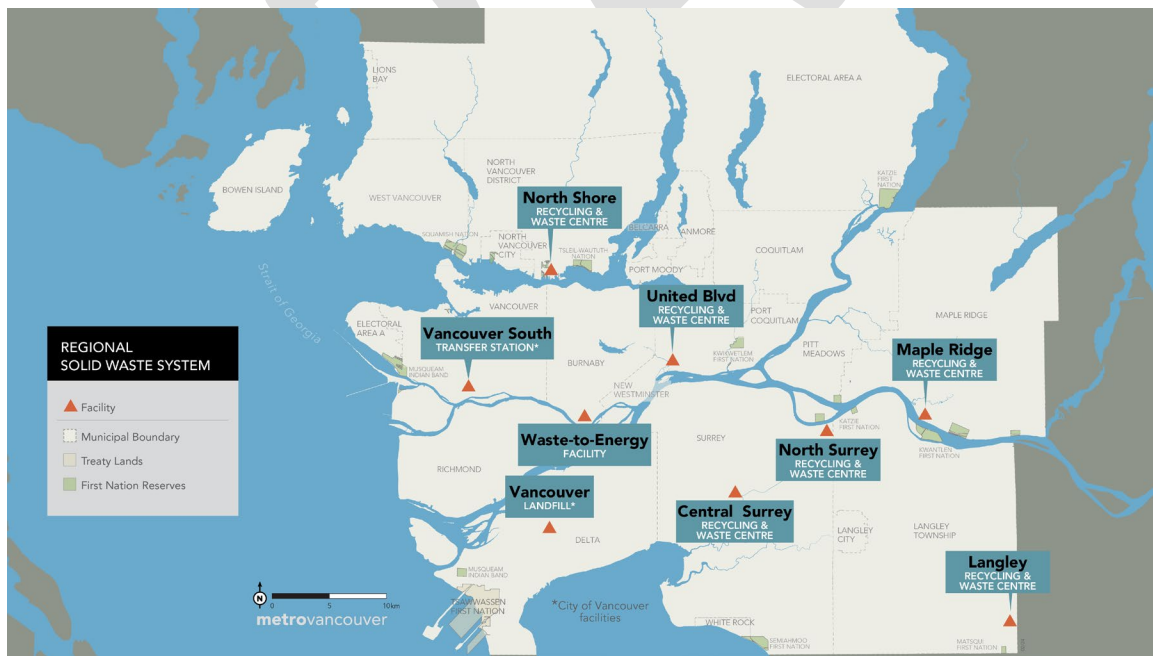 LIONS
BAY
ELECTORAL AREA A
BOWEN ISLAND
WEST VANCOUVER
NORTH
VANCOUVER
DISTRICT
KATZIE
FIRST
NATION
North Shore
RECYCLING &
WASTE CENTRE
SQUAMISH NATION
NORTH
VANCOUVER
CITY
TSLEIL-WAUTUTH
NATION
BELCARRA
ANMORE
COQUITLAM
PORT MOODY
Strait of Georgia
VANCOUVER
United Blvd
RECYCLING &
WASTE CENTRE
PORT
COQUITLAM
MAPLE RIDGE
ELECTORAL
AREA A
Vancouver South
TRANSFER STATION*
MUSQUEAM
INDIAN BAND
BURNABY
KWIKWETLEM
FIRST NATION
PITT
MEADOWS
Maple Ridge
RECYCLING &
WASTE CENTRE
NEW
WESTMINSTER
REGIONAL
SOLID WASTE SYSTEM
Facility
Municipal Boundary
Treaty Lands
First Nation Reserves
Waste-to-Energy
FACILITY
SURREY
KATZIE
FIRST NATION
North Surrey
RECYCLING &
WASTE CENTRE
KWANTLEN
FIRST NATION
RICHMOND
Vancouver
LANDFILL*
DELTA
Central Surrey
RECYCLING &
WASTE CENTRE
LANGLEY
CITY
LANGLEY
TOWNSHIP
Langley
RECYCLING &
WASTE CENTRE
MUSQUEAM
INDIAN BAND
TSAWWASSEN
FIRST NATION
*City of Vancouver
facilities
WHITE ROCK
SEMIAHMOO
FIRST NATION
MATSQUI
FIRST NATION
N
0 5 10km
metrovancouver